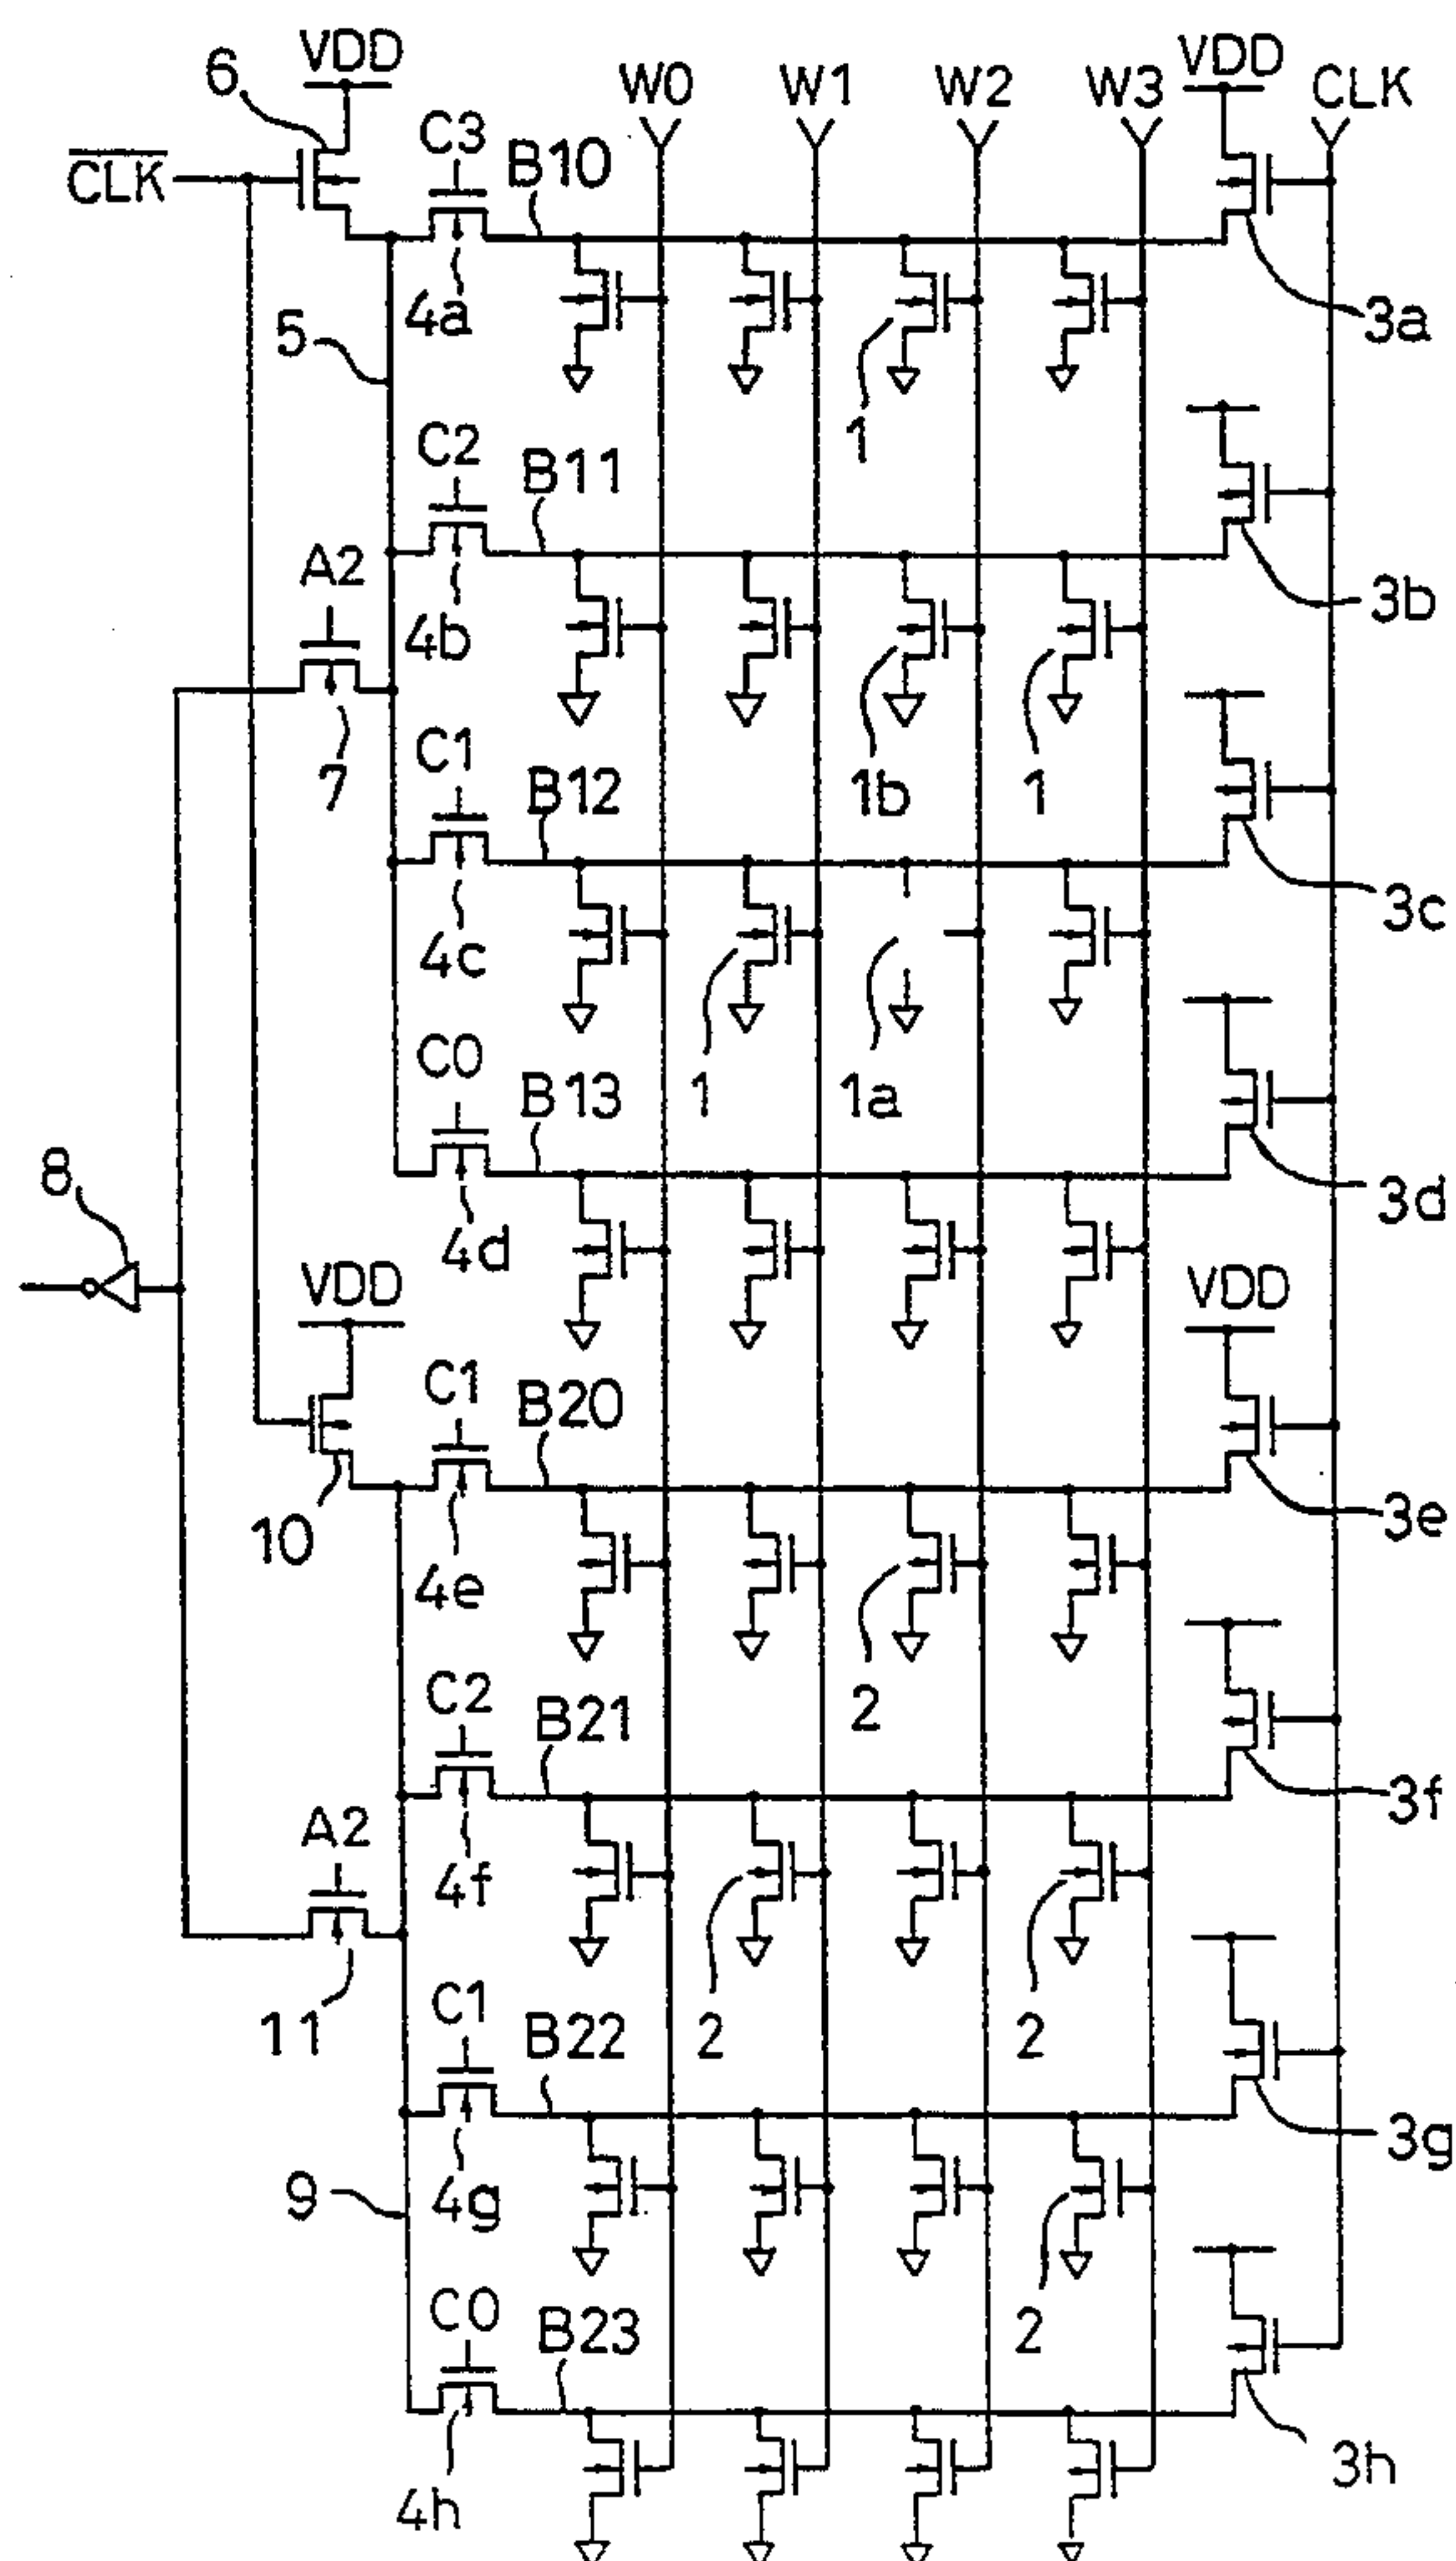 VDD
VDD
6
W0 W1 W2 W3
CLK
C3
B10
CLK
4a
3a
5
1
C2
B11
A2
4b
3b
7
C1
B12
1b
1
4c
3c
1
1a
C0
B13
8
4d
3d
VDD
VDD
C1
B20
10
4e
3e
2
C2
B21
A2
4f
3f
11
C1
B22
2
2
9
4g
3g
C0
B23
2
4h
3h